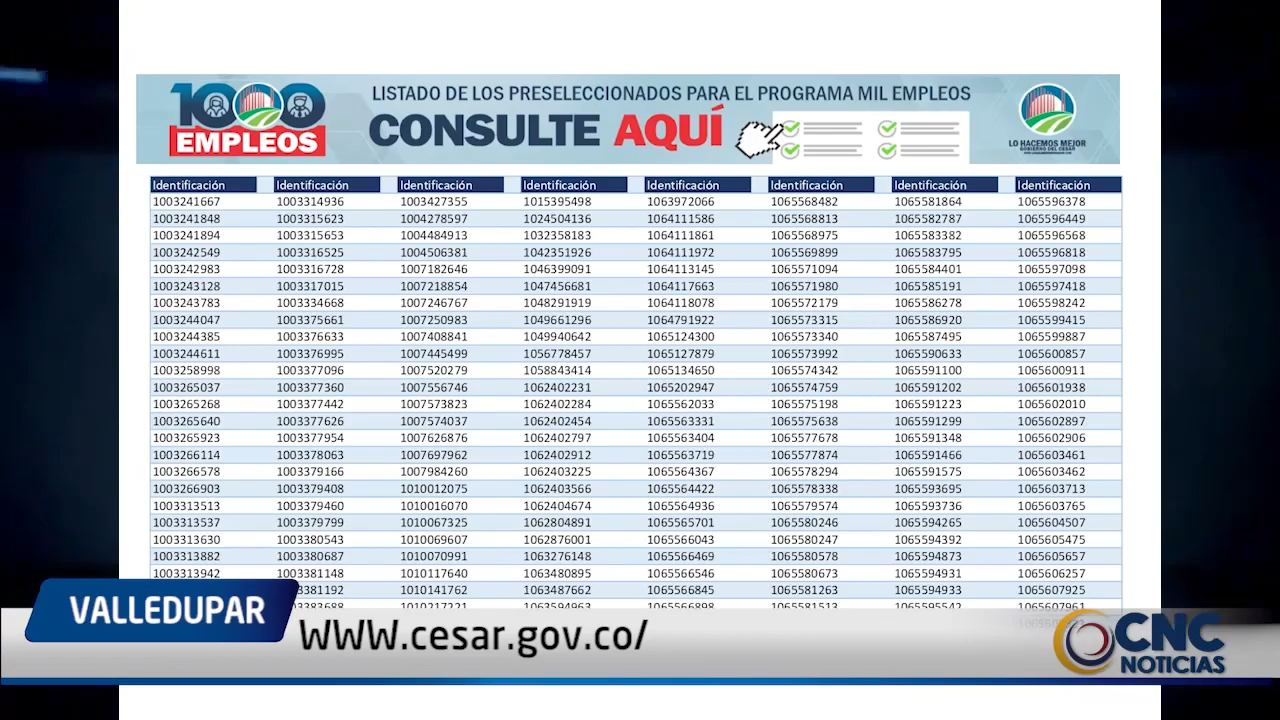 1000
EMPLEOS
LISTADO DE LOS PRESELECCIONADOS PARA EL PROGRAMA MIL EMPLEOS
CONSULTE AQUÍ
LO HACEMOS MEJOR
GOBIERNO DEL CESAR
Identificación Identificación Identificación Identificación Identificación Identificación Identificación Identificación
1003241667 1003314936 1003427355 1015395498 1063972066 1065568482 1065581864 1065596378
1003241848 1003315623 1004278597 1024504136 1064111586 1065568813 1065582787 1065596449
1003241894 1003315653 1004484913 1032358183 1064111861 1065568975 1065583382 1065596568
1003242549 1003316525 1004506381 1042351926 1064111972 1065569899 1065583795 1065596818
1003242983 1003316728 1007182646 1046399091 1064113145 1065571094 1065584401 1065597098
1003243128 1003317015 1007218854 1047456681 1064117663 1065571980 1065585191 1065597418
1003243783 1003334668 1007246767 1048291919 1064118078 1065572179 1065586278 1065598242
1003244047 1003375661 1007250983 1049661296 1064791922 1065573315 1065586920 1065599415
1003244385 1003376633 1007408841 1049940642 1065124300 1065573340 1065587495 1065599887
1003244611 1003376995 1007445499 1056778457 1065127879 1065573992 1065590633 1065600857
1003258998 1003377096 1007520279 1058843414 1065134650 1065574342 1065591100 1065600911
1003265037 1003377360 1007556746 1062402231 1065202947 1065574759 1065591202 1065601938
1003265268 1003377442 1007573823 1062402284 1065562033 1065575198 1065591223 1065602010
1003265640 1003377626 1007574037 1062402454 1065563331 1065575638 1065591299 1065602897
1003265923 1003377954 1007626876 1062402797 1065563404 1065577678 1065591348 1065602906
1003266114 1003378063 1007697962 1062402912 1065563719 1065577874 1065591466 1065603461
1003266578 1003379166 1007984260 1062403225 1065564367 1065578294 1065591575 1065603462
1003266903 1003379408 1010012075 1062403566 1065564422 1065578338 1065593695 1065603713
1003313513 1003379460 1010016070 1062404674 1065564936 1065579574 1065593736 1065603765
1003313537 1003379799 1010067325 1062804891 1065565701 1065580246 1065594265 1065604507
1003313630 1003380543 1010069607 1062876001 1065566043 1065580247 1065594392 1065605475
1003313882 1003380687 1010070991 1063276148 1065566469 1065580578 1065594873 1065605657
1003313942 1003381148 1010117640 1063480895 1065566546 1065580673 1065594931 1065606257
1010141762 1063487662 1065566845 1065581263 1065594933 1065607925
1010217221 1063594963 1065566898 1065581513 1065595542 1065607961
VALLEDUPAR
WWW.cesar.gov.co/
CNC
NOTICIAS